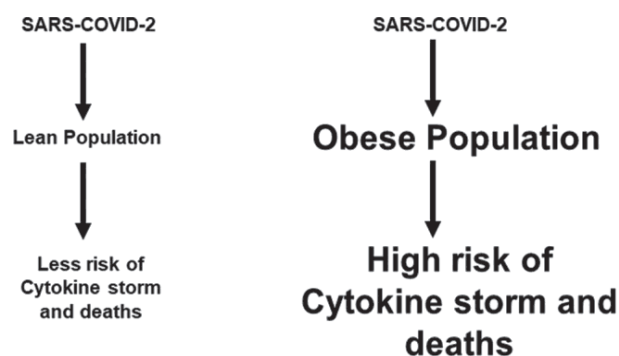 SARS-COVID-2
Lean Population
Less risk of
Cytokine storm
and deaths
SARS-COVID-2
Obese Population
High risk of
Cytokine storm and
deaths